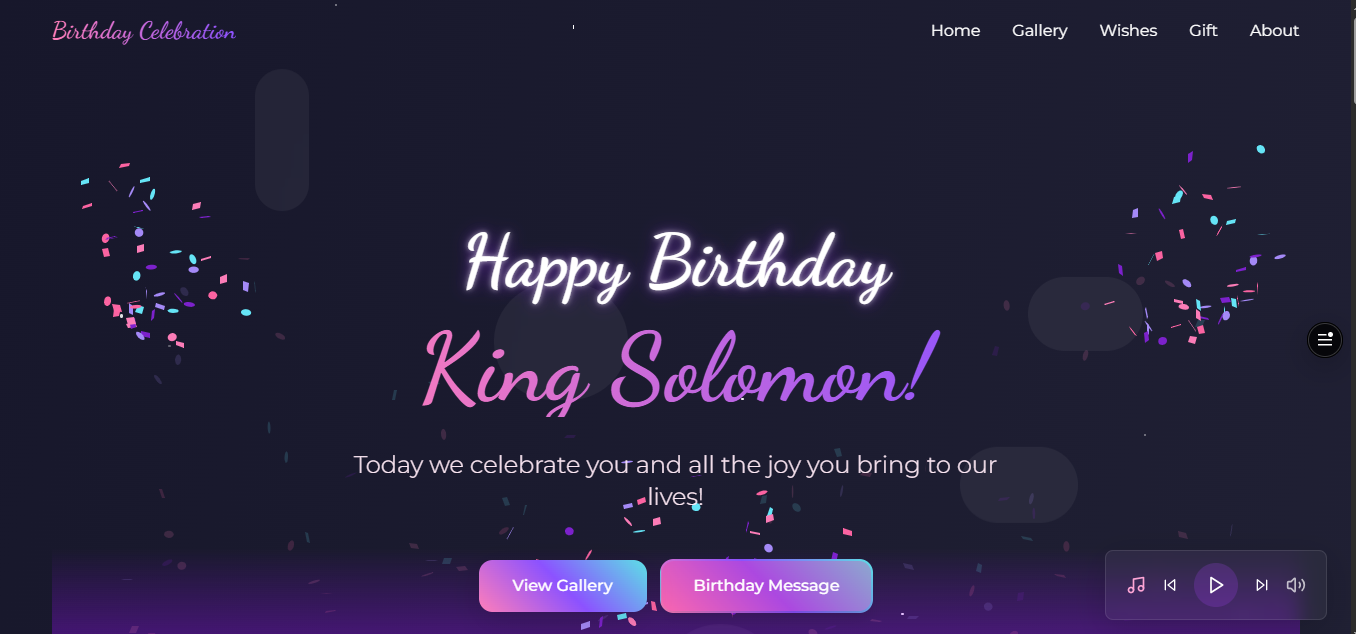 Birthday Celebration
Home Gallery Wishes Gift About
Happy Birthday
King Solomon!
Today we celebrate you and all the joy you bring to our
lives!
View Gallery Birthday Message